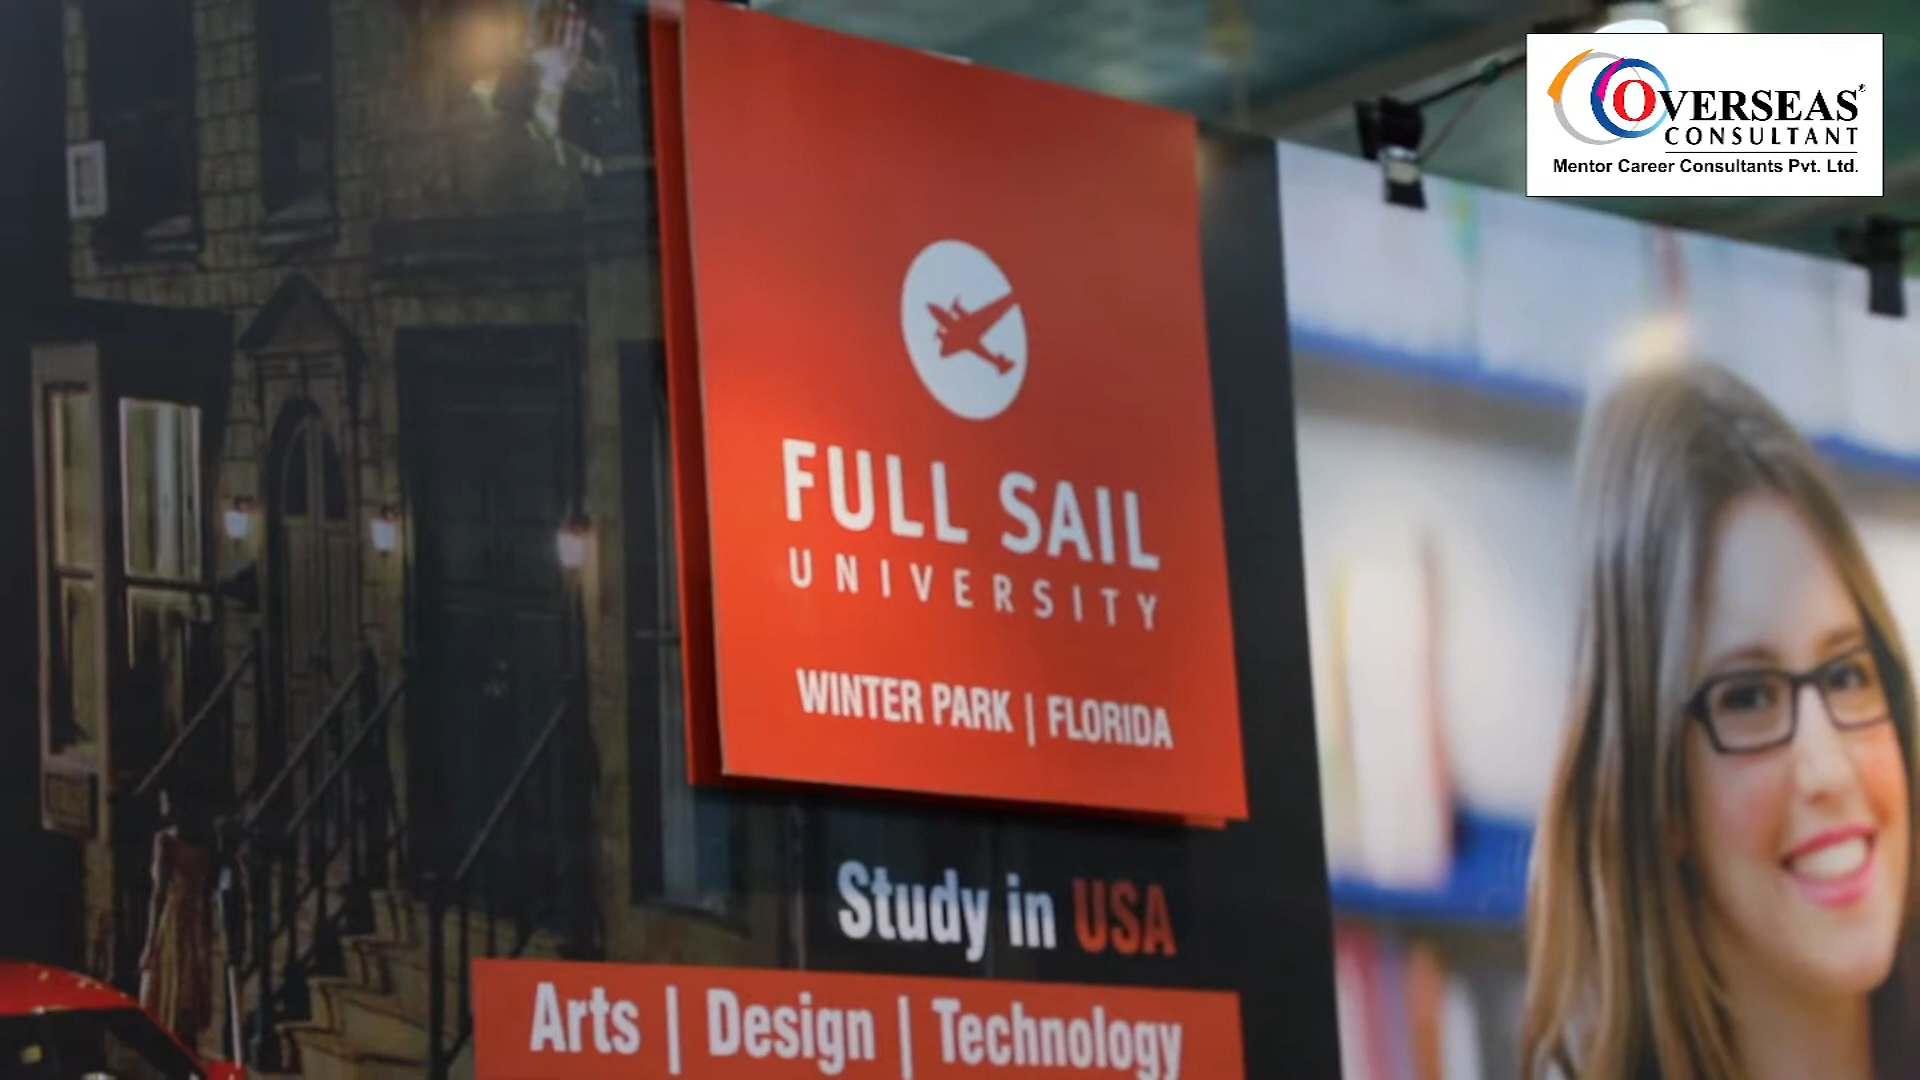 OVERSEAS
CONSULTANT
Mentor Career Consultants Pvt. Ltd.
FULL SAIL
UNIVERSITY
WINTER PARK | FLORIDA
Study in USA
Arts | Design | Technology